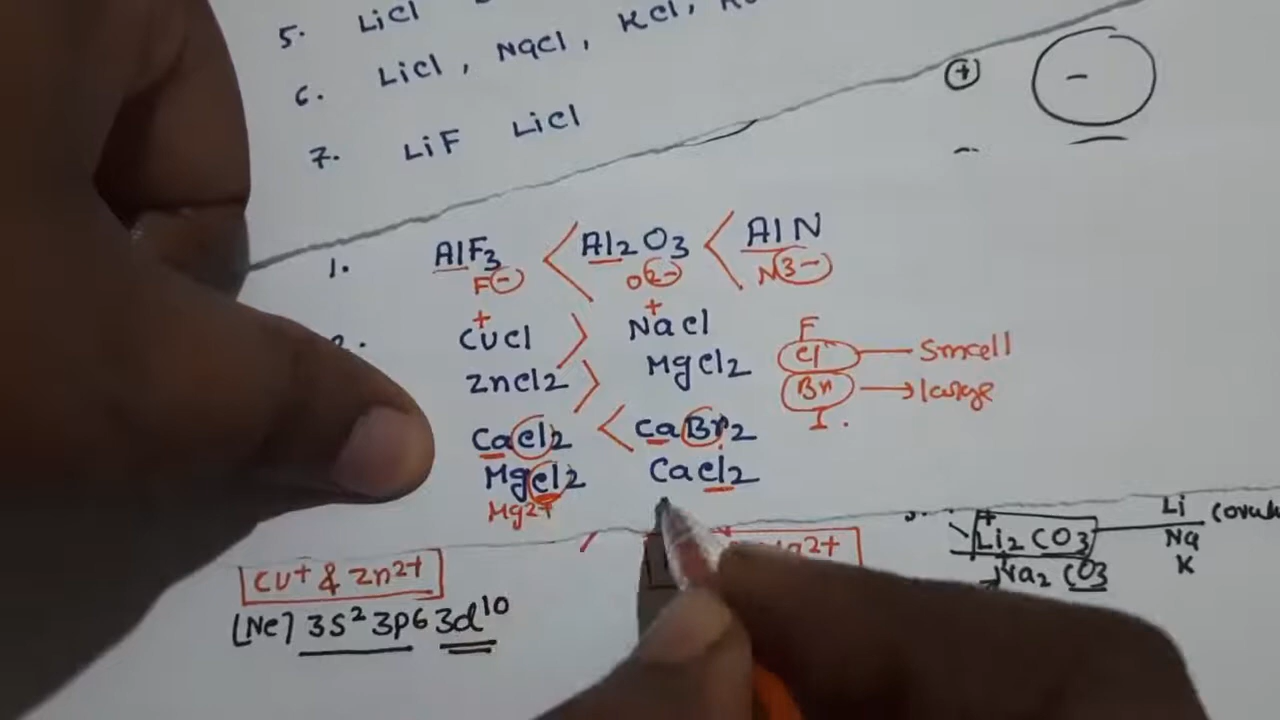 5. LiCl
6. LiCl, NaCl, KCl,
7. LiF LiCl
+ -
1. AlF3 < Al2O3 < AlN
F- O2- N3-
+ +
CuCl > NaCl F
ZnCl2 > MgCl2 Cl Small
Br → large
CaCl2 < CaBr2 I.
MgCl2 CaCl2
Mg2+
Li2CO3 Li
Na
Na2CO3 K
Cu+ & Zn2+
[Ne] 3s2 3p6 3d10